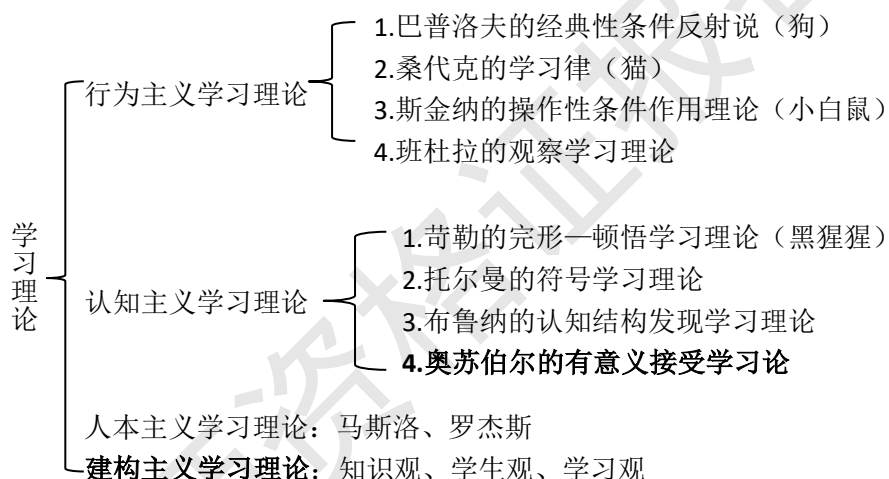 学习理论
行为主义学习理论
1.巴普洛夫的经典性条件反射说（狗）
2.桑代克的学习律（猫）
3.斯金纳的操作性条件作用理论（小白鼠）
4.班杜拉的观察学习理论
认知主义学习理论
1.苛勒的完形—顿悟学习理论（黑猩猩）
2.托尔曼的符号学习理论
3.布鲁纳的认知结构发现学习理论
4.奥苏伯尔的有意义接受学习论
人本主义学习理论：马斯洛、罗杰斯
建构主义学习理论：知识观、学生观、学习观